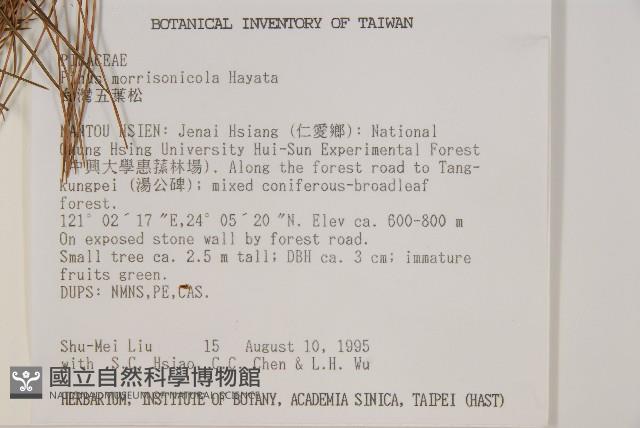 BOTANICAL INVENTORY OF TAIWAN
PINACEAE
Pinus morrisonicola Hayata
台灣五葉松
NANTOU HSIEN: Jenai Hsiang (仁愛鄉): National
Chung Hsing University Hui-Sun Experimental Forest
(中興大學惠蓀林場). Along the forest road to Tang-
kungpei (湯公碑); mixed coniferous-broadleaf
forest.
121° 02´ 17 ″E,24° 05´ 20 ″N. Elev ca. 600-800 m
On exposed stone wall by forest road.
Small tree ca. 2.5 m tall; DBH ca. 3 cm; immature
fruits green.
DUPS: NMNS,PE,CAS.
Shu-Mei Liu 15 August 10, 1995
with S.C. Hsiao, C.C. Chen & L.H. Wu
國立自然科學博物館
NATIONAL MUSEUM OF NATURAL SCIENCE
HERBARIUM, INSTITUTE OF BOTANY, ACADEMIA SINICA, TAIPEI (HAST)